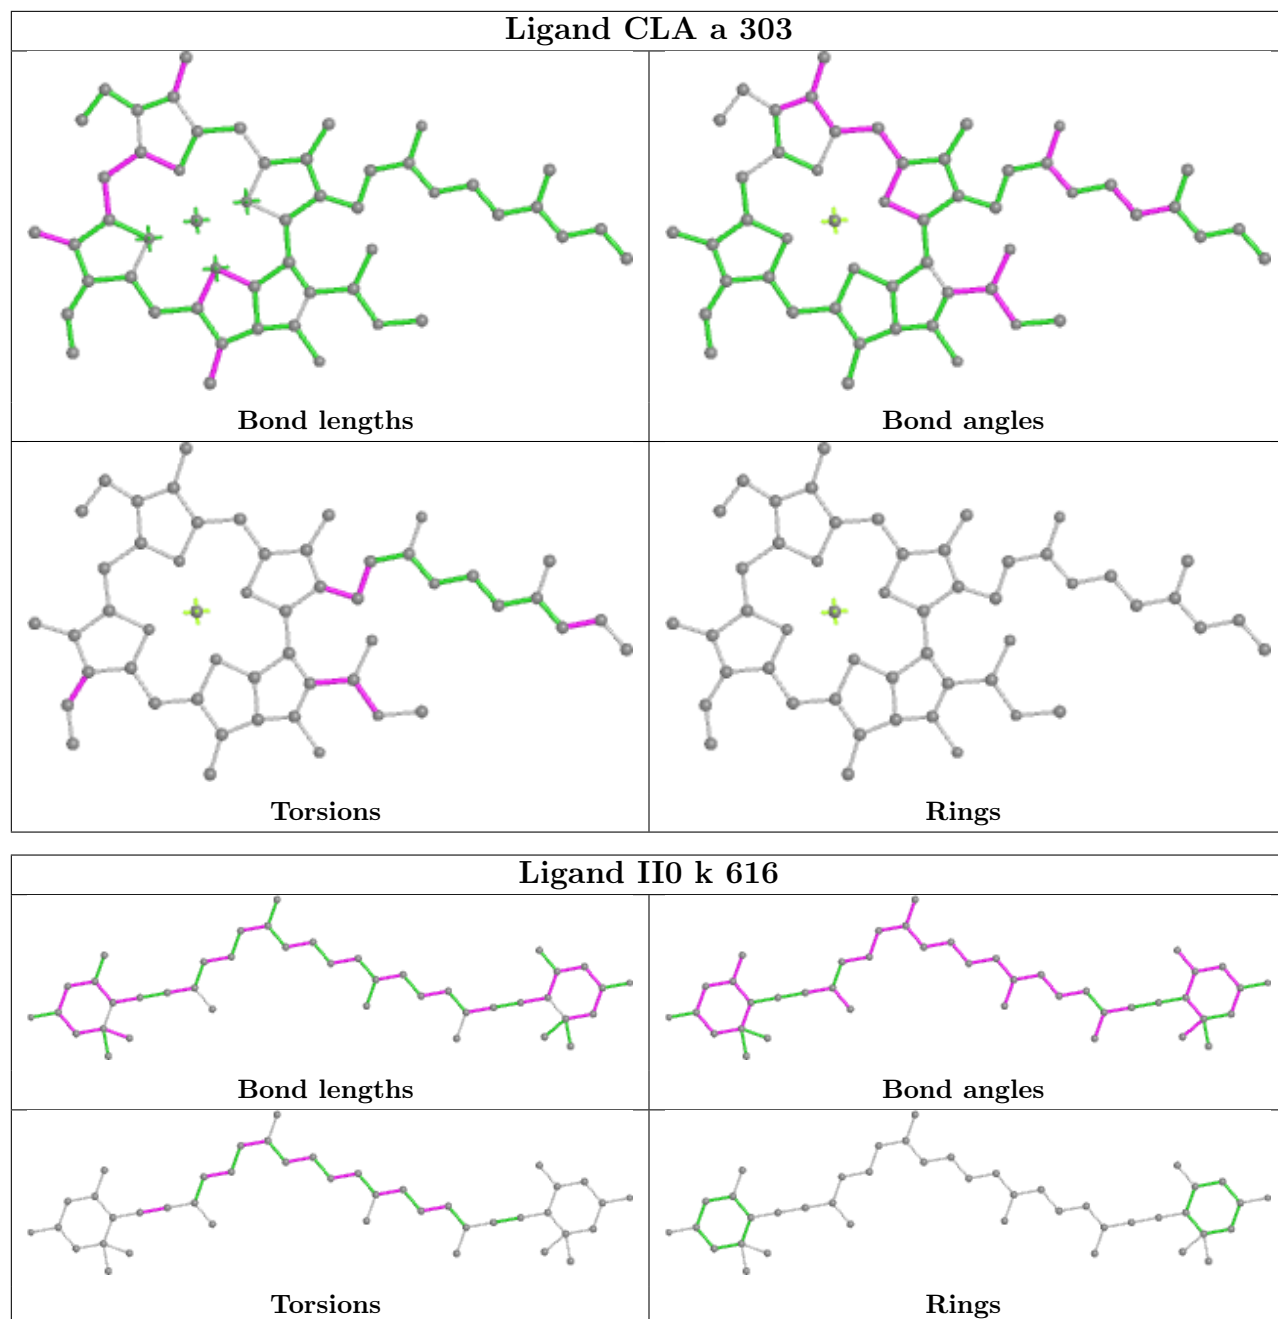 Ligand CLA a 303
Bond lengths
Bond angles
Torsions
Rings
Ligand II0 k 616
Bond lengths
Bond angles
Torsions
Rings